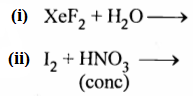 (i) XeF₂ + H₂O ⟶
(ii) I₂ + HNO₃ ⟶
(conc)